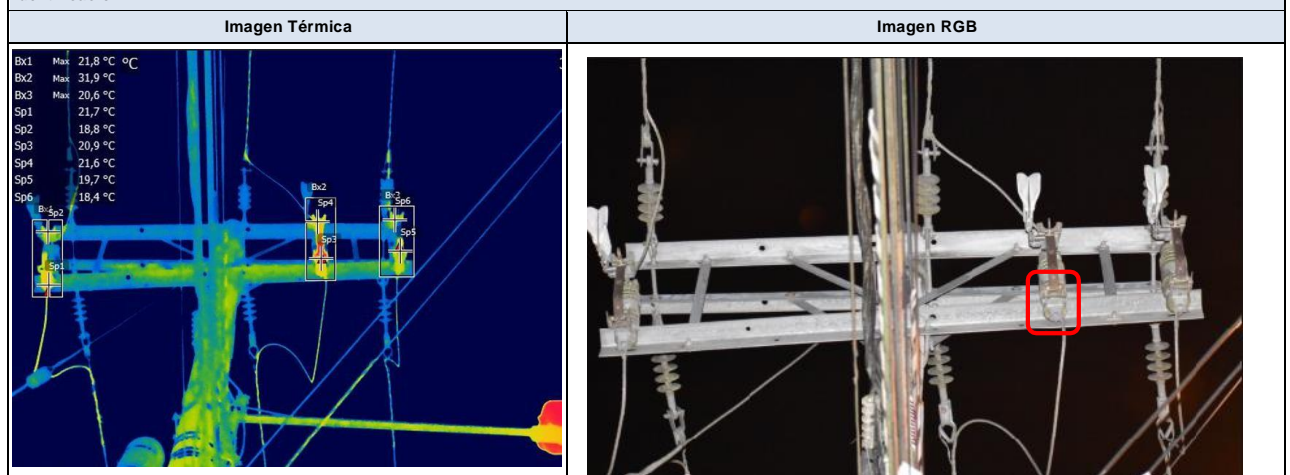 Imagen Térmica
Imagen RGB
Bx1 Max 21,8 °C °C
Bx2 Max 31,9 °C
Bx3 Max 20,6 °C
Sp1 21,7 °C
Sp2 18,8 °C
Sp3 20,9 °C
Sp4 21,6 °C
Sp5 19,7 °C
Sp6 18,4 °C
Bx2
Sp4
Sp6
Sp2
Sp3
Sp5
Sp1